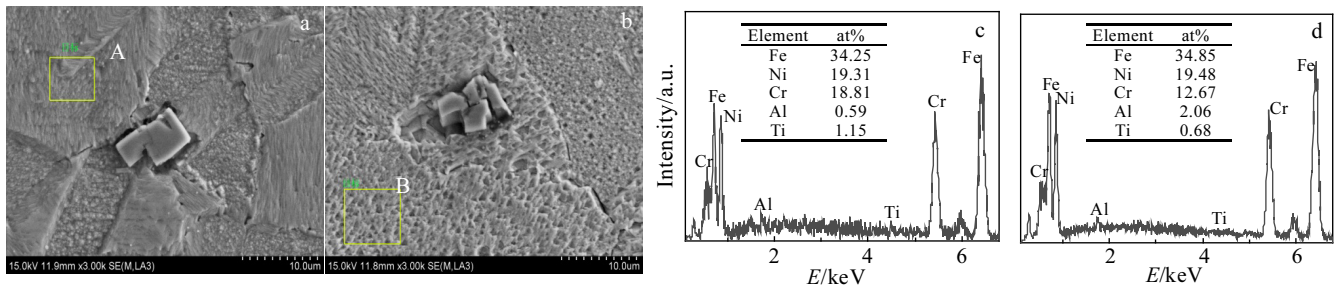 a
A
15.0kV 11.9mm x3.00k SE(M,LA3)
10.0um
b
B
15.0kV 11.8mm x3.00k SE(M,LA3)
10.0um
c
Element at%
Fe 34.25
Ni 19.31
Cr 18.81
Al 0.59
Ti 1.15
Fe
Cr
Fe
Ni
Cr
Al
Ti
Intensity/a.u.
2 4 6
E/keV
d
Element at%
Fe 34.85
Ni 19.48
Cr 12.67
Al 2.06
Ti 0.68
Fe
Fe
Ni
Cr
Cr
Al
Ti
2 4 6
E/keV